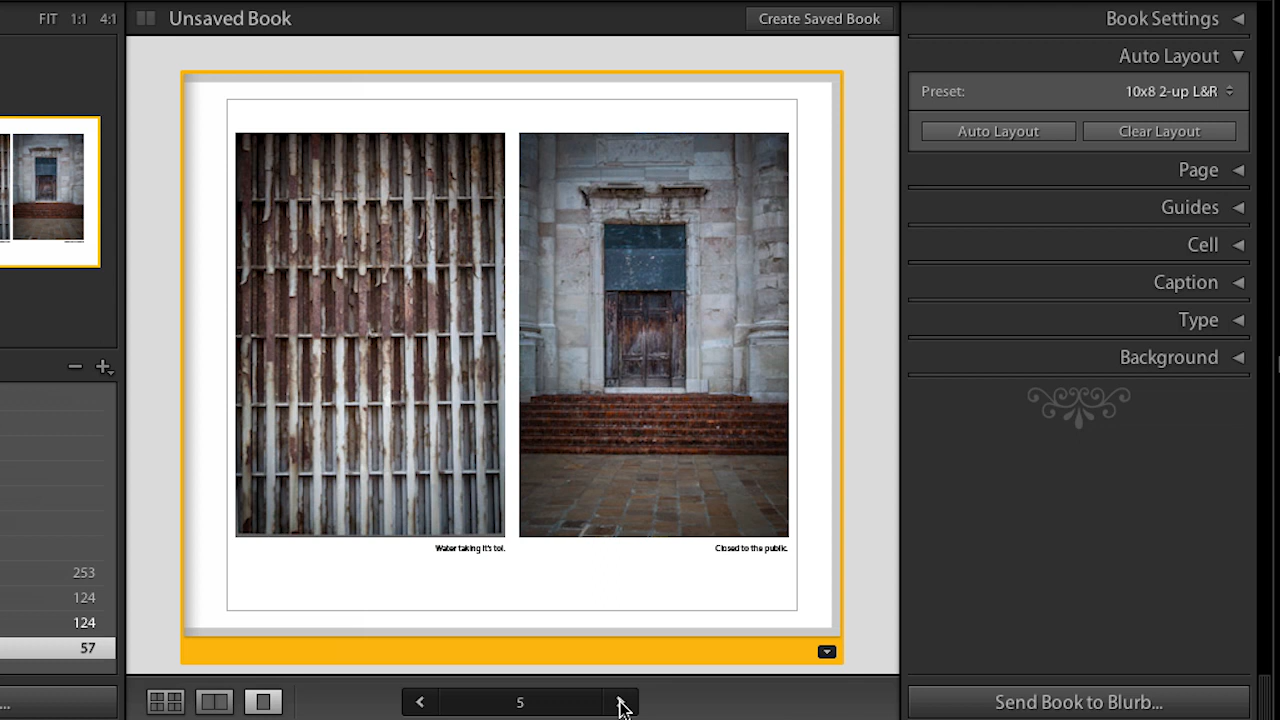 FIT 1:1 4:1
Unsaved Book
Create Saved Book
Book Settings
Auto Layout
Preset: 10x8 2-up L&R
Auto Layout Clear Layout
Page
Guides
Cell
Caption
Type
Background
Water taking it's tol.
Closed to the public.
253
124
124
57
...
5
Send Book to Blurb...